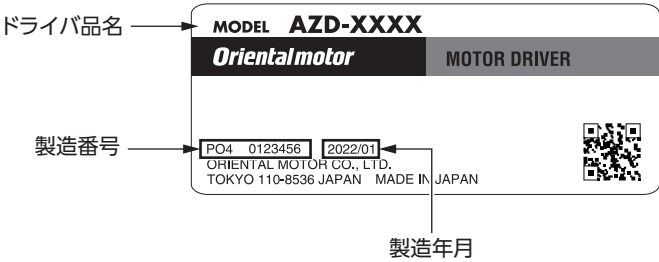 ドライバ品名
MODEL AZD-XXXX
Orientalmotor
MOTOR DRIVER
製造番号
PO4 0123456 2022/01
ORIENTAL MOTOR CO., LTD.
TOKYO 110-8536 JAPAN MADE IN JAPAN
製造年月